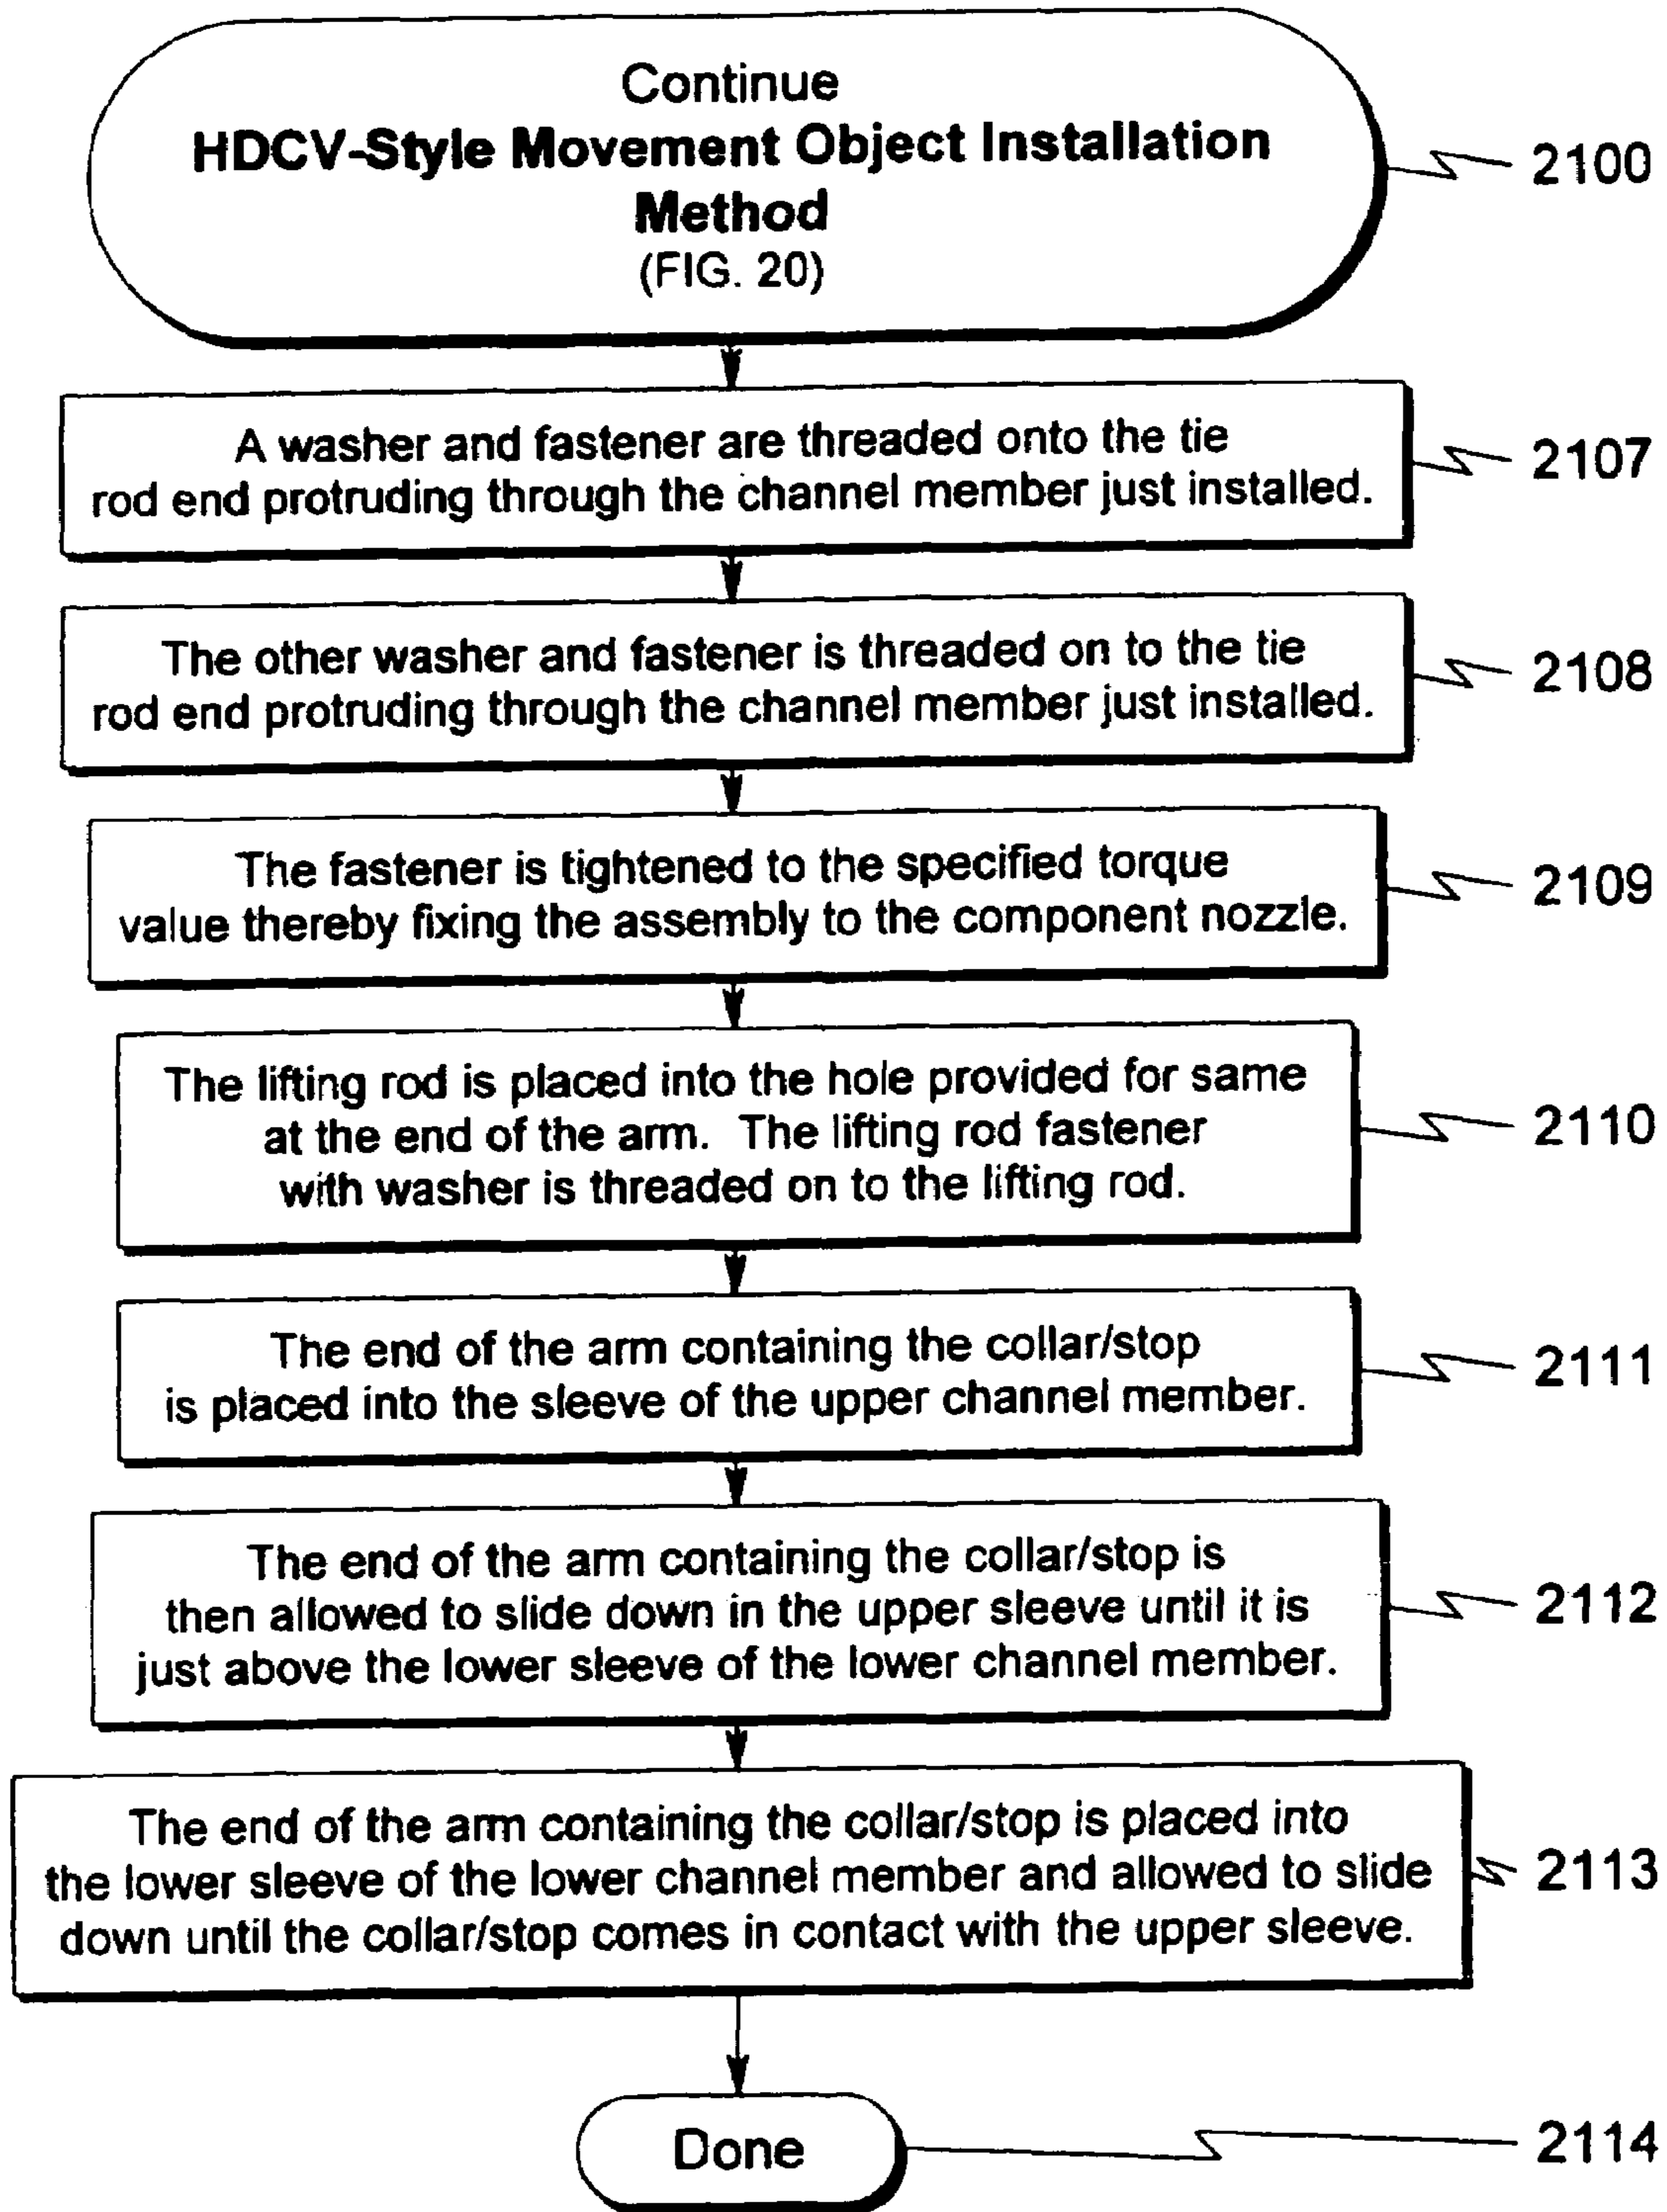 Continue
HDCV-Style Movement Object Installation
Method
(FIG. 20)
2100
A washer and fastener are threaded onto the tie
rod end protruding through the channel member just installed.
2107
The other washer and fastener is threaded on to the tie
rod end protruding through the channel member just installed.
2108
The fastener is tightened to the specified torque
value thereby fixing the assembly to the component nozzle.
2109
The lifting rod is placed into the hole provided for same
at the end of the arm. The lifting rod fastener
with washer is threaded on to the lifting rod.
2110
The end of the arm containing the collar/stop
is placed into the sleeve of the upper channel member.
2111
The end of the arm containing the collar/stop is
then allowed to slide down in the upper sleeve until it is
just above the lower sleeve of the lower channel member.
2112
The end of the arm containing the collar/stop is placed into
the lower sleeve of the lower channel member and allowed to slide
down until the collar/stop comes in contact with the upper sleeve.
2113
Done
2114